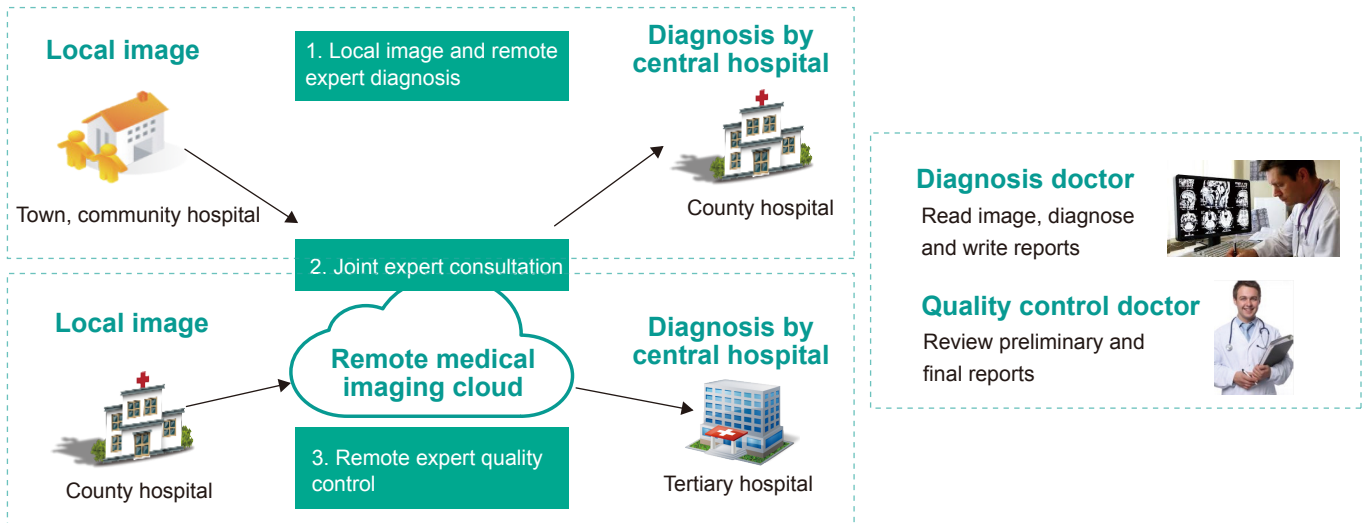 Local image
1. Local image and remote
expert diagnosis
Diagnosis by
central hospital
Town, community hospital
County hospital
2. Joint expert consultation
Local image
Remote medical
imaging cloud
Diagnosis by
central hospital
County hospital
3. Remote expert quality
control
Tertiary hospital
Diagnosis doctor
Read image, diagnose
and write reports
Quality control doctor
Review preliminary and
final reports